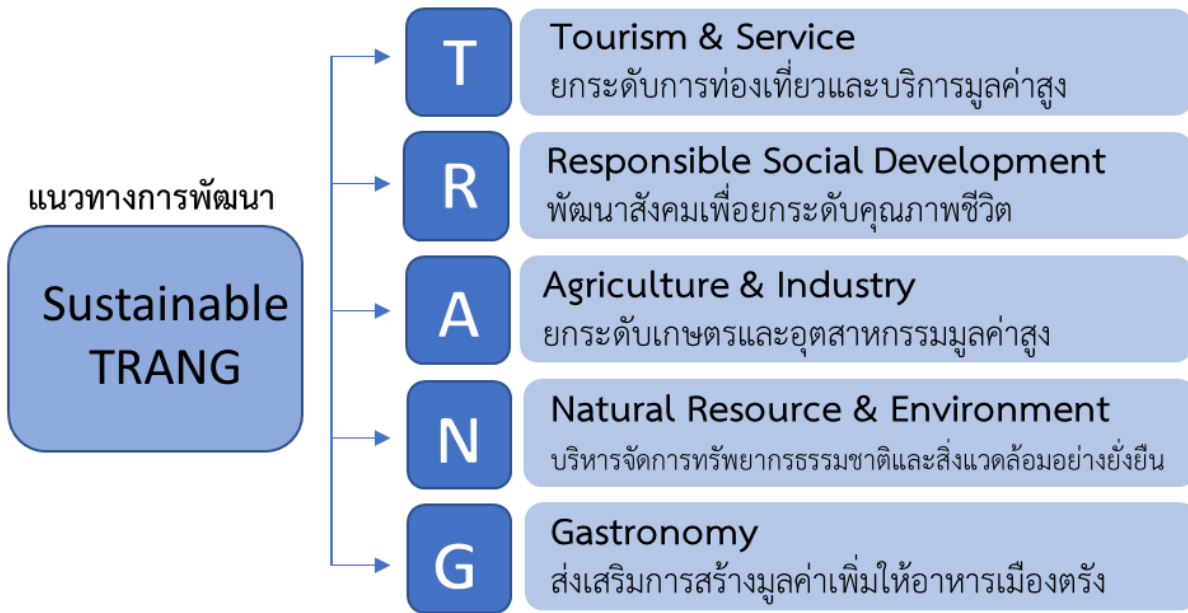 แนวทางการพัฒนา
Sustainable
TRANG
T
Tourism & Service
ยกระดับการท่องเที่ยวและบริการมูลค่าสูง
R
Responsible Social Development
พัฒนาสังคมเพื่อยกระดับคุณภาพชีวิต
A
Agriculture & Industry
ยกระดับเกษตรและอุตสาหกรรมมูลค่าสูง
N
Natural Resource & Environment
บริหารจัดการทรัพยากรธรรมชาติและสิ่งแวดล้อมอย่างยั่งยืน
G
Gastronomy
ส่งเสริมการสร้างมูลค่าเพิ่มให้อาหารเมืองตรัง